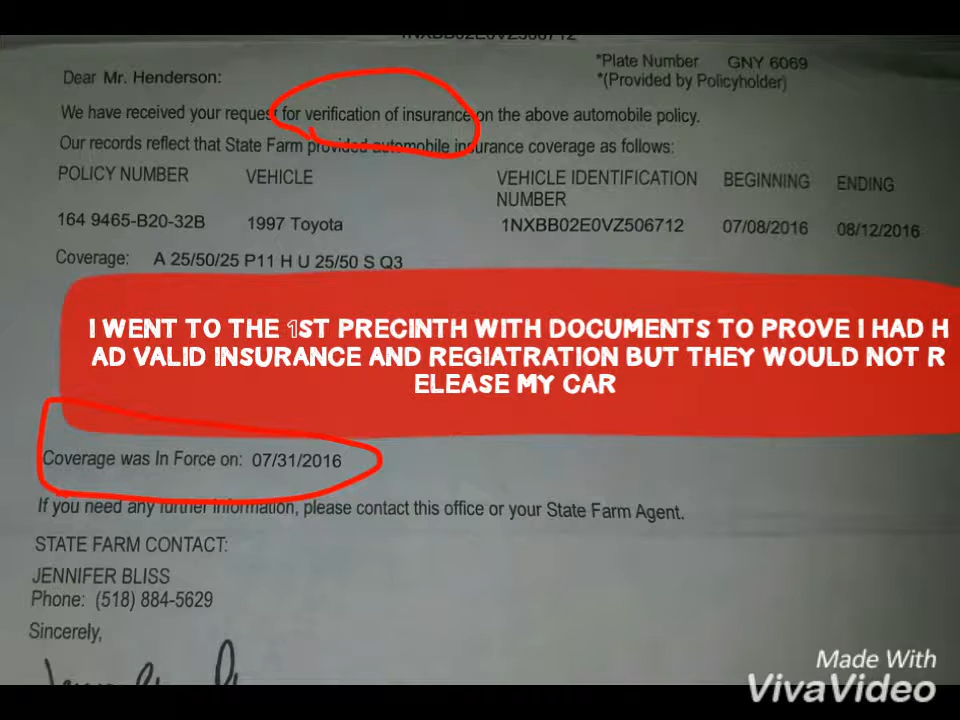 1NXBB02E0VZ506712
*Plate Number GNY 6069
*(Provided by Policyholder)
Dear Mr. Henderson:
We have received your request for verification of insurance on the above automobile policy.
Our records reflect that State Farm provided automobile insurance coverage as follows:
POLICY NUMBER VEHICLE VEHICLE IDENTIFICATION NUMBER BEGINNING ENDING
164 9465-B20-32B 1997 Toyota 1NXBB02E0VZ506712 07/08/2016 08/12/2016
Coverage: A 25/50/25 P11 H U 25/50 S Q3
I WENT TO THE 1ST PRECINTH WITH DOCUMENTS TO PROVE I HAD H
AD VALID INSURANCE AND REGIATRATION BUT THEY WOULD NOT R
ELEASE MY CAR
Coverage was In Force on: 07/31/2016
If you need any further information, please contact this office or your State Farm Agent.
STATE FARM CONTACT:
JENNIFER BLISS
Phone: (518) 884-5629
Sincerely,
Made With
VivaVideo